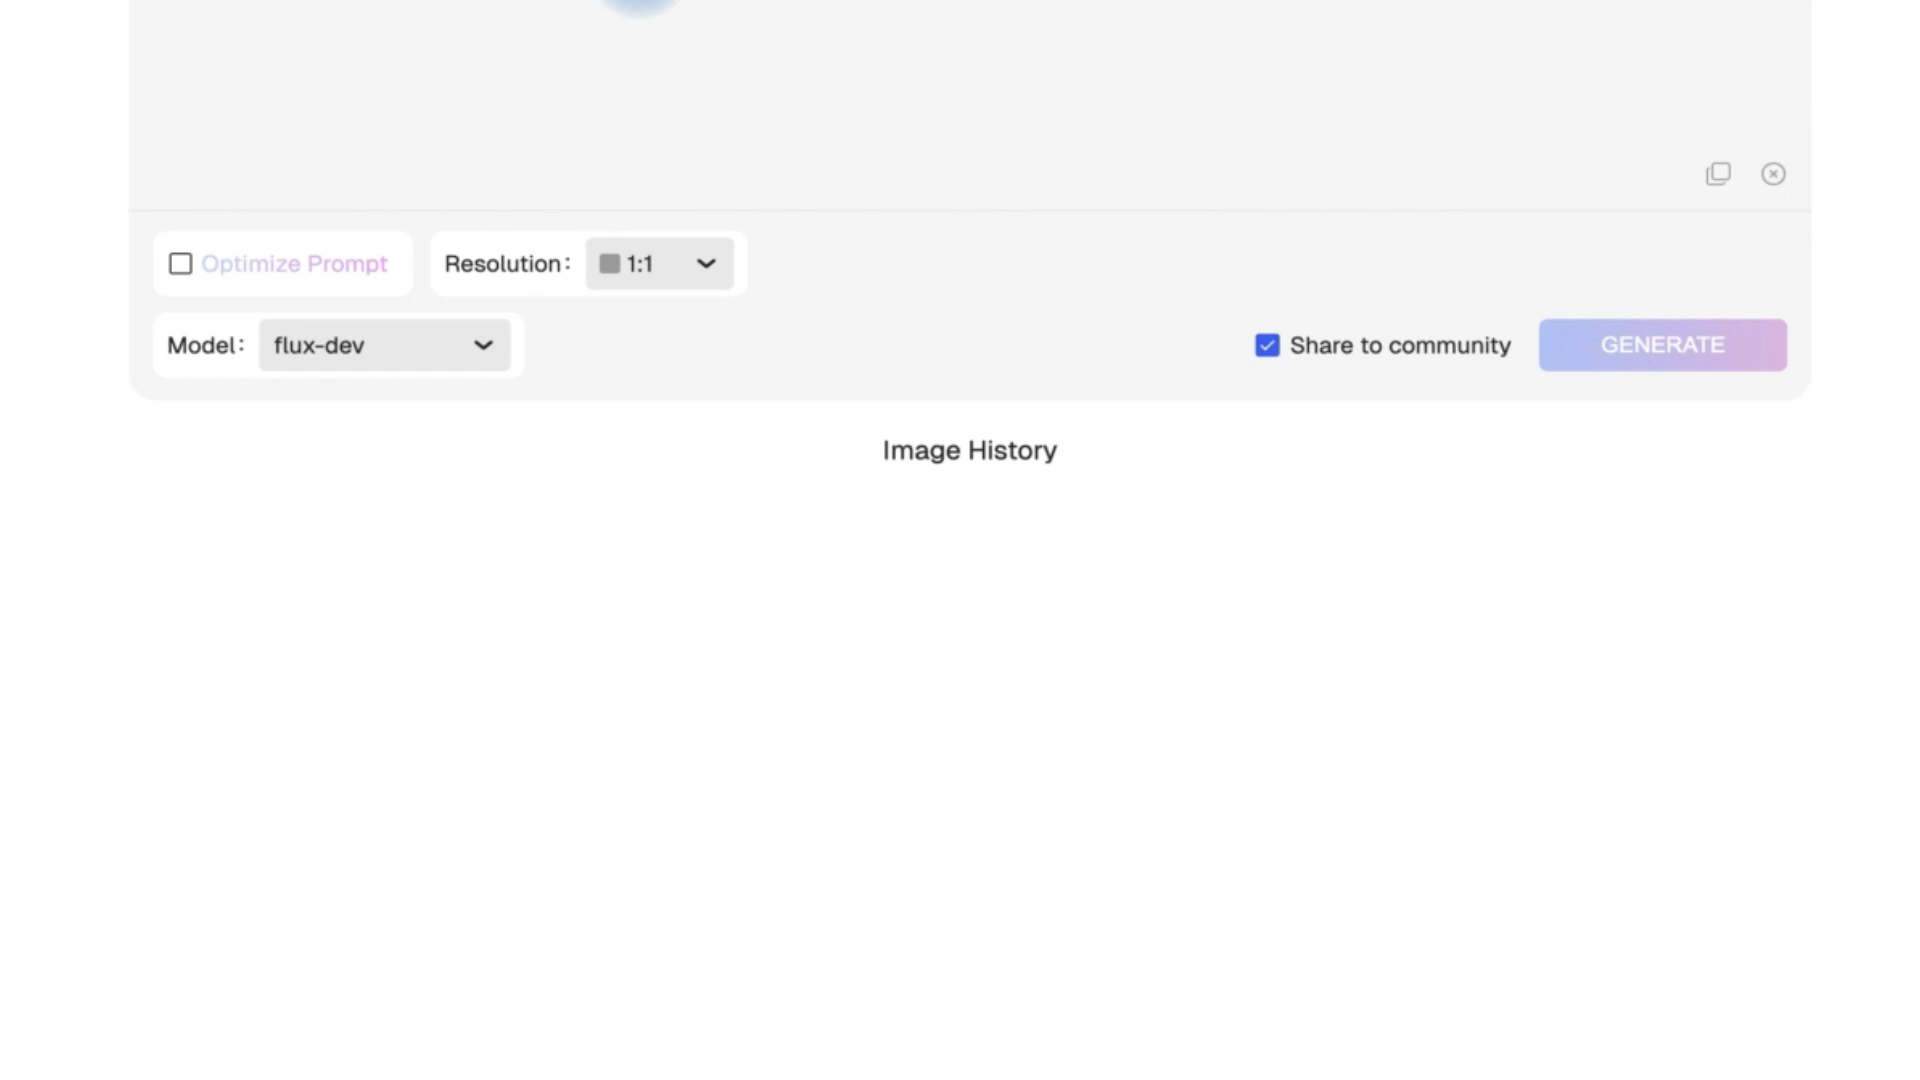 Optimize Prompt
Resolution:
1:1
Model:
flux-dev
Share to community
GENERATE
Image History